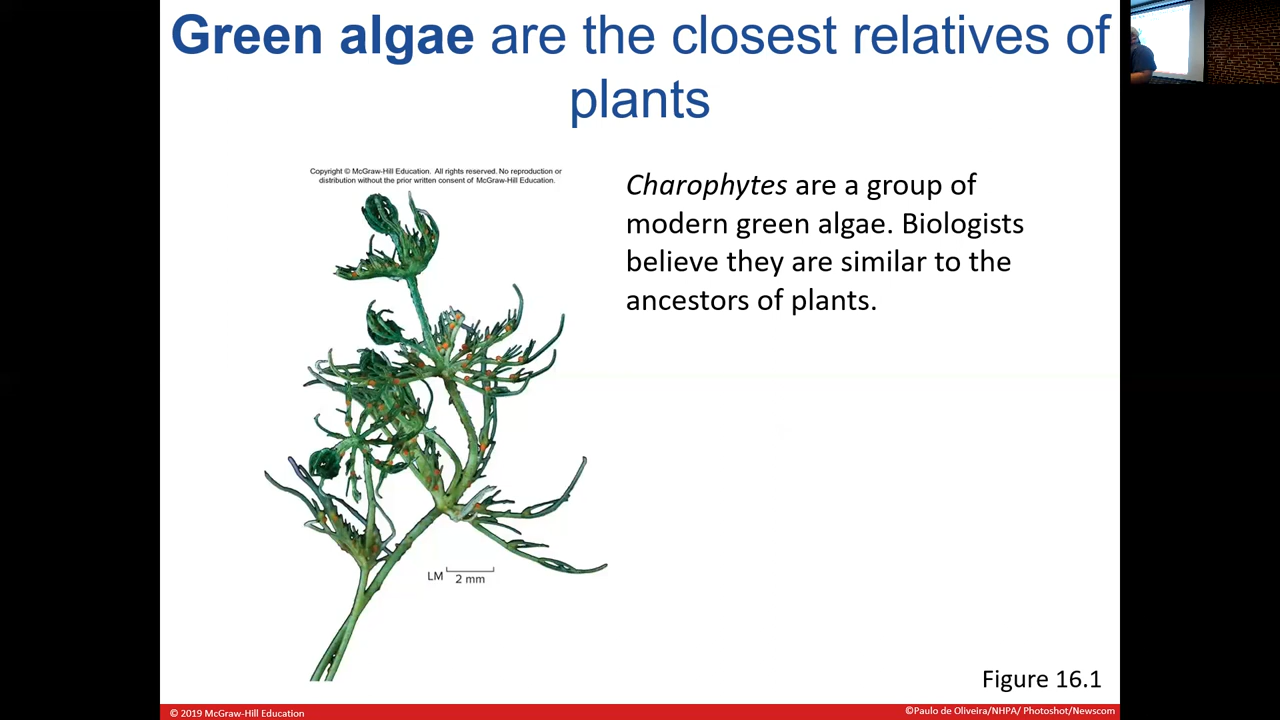 Green algae are the closest relatives of
plants
Copyright © McGraw-Hill Education. All rights reserved. No reproduction or
distribution without the prior written consent of McGraw-Hill Education.
Charophytes are a group of
modern green algae. Biologists
believe they are similar to the
ancestors of plants.
LM 2 mm
Figure 16.1
© 2019 McGraw-Hill Education
©Paulo de Oliveira/NHPA/ Photoshot/Newscom